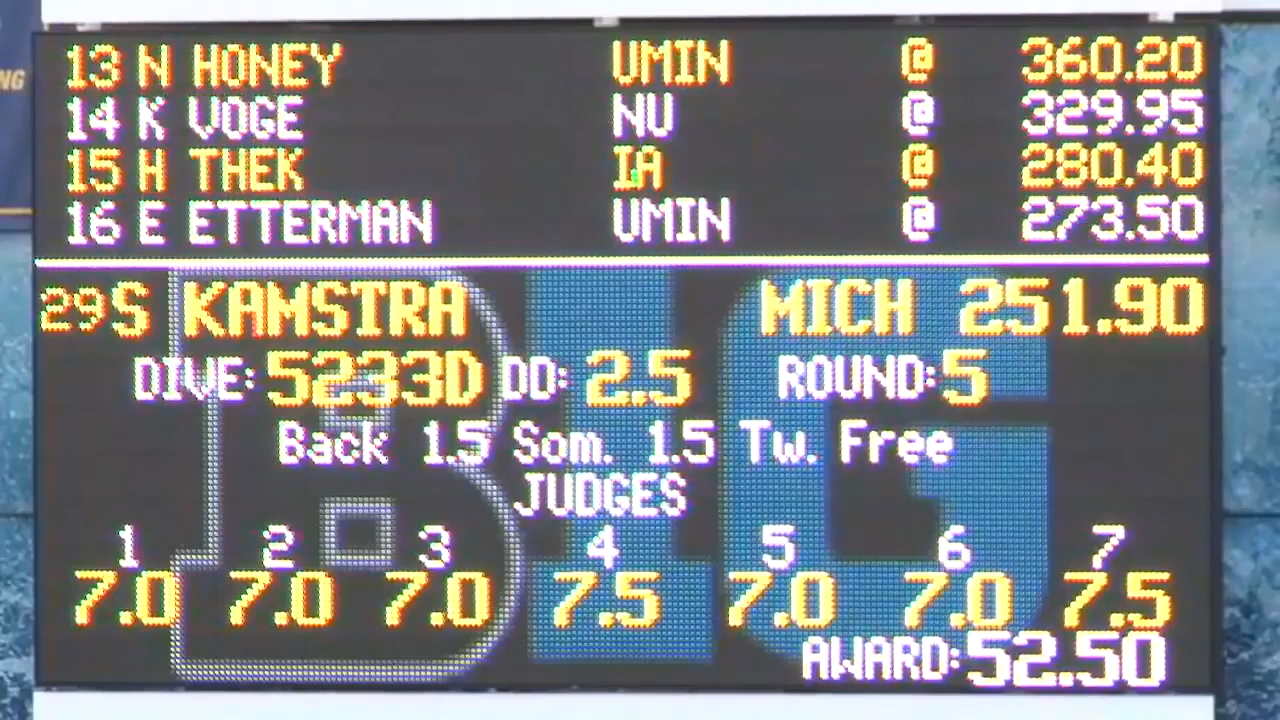 NG
13 N HONEY UMIN @ 360.20
14 K VOGE NU @ 329.95
15 H THEK IA @ 280.40
16 E ETTERMAN UMIN @ 273.50
29 S KAMSTRA MICH 251.90
DIVE: 5233D DD: 2.5 ROUND: 5
Back 1.5 Som. 1.5 Tw. Free
JUDGES
1 2 3 4 5 6 7
7.0 7.0 7.0 7.5 7.0 7.0 7.5
AWARD: 52.50
BIG